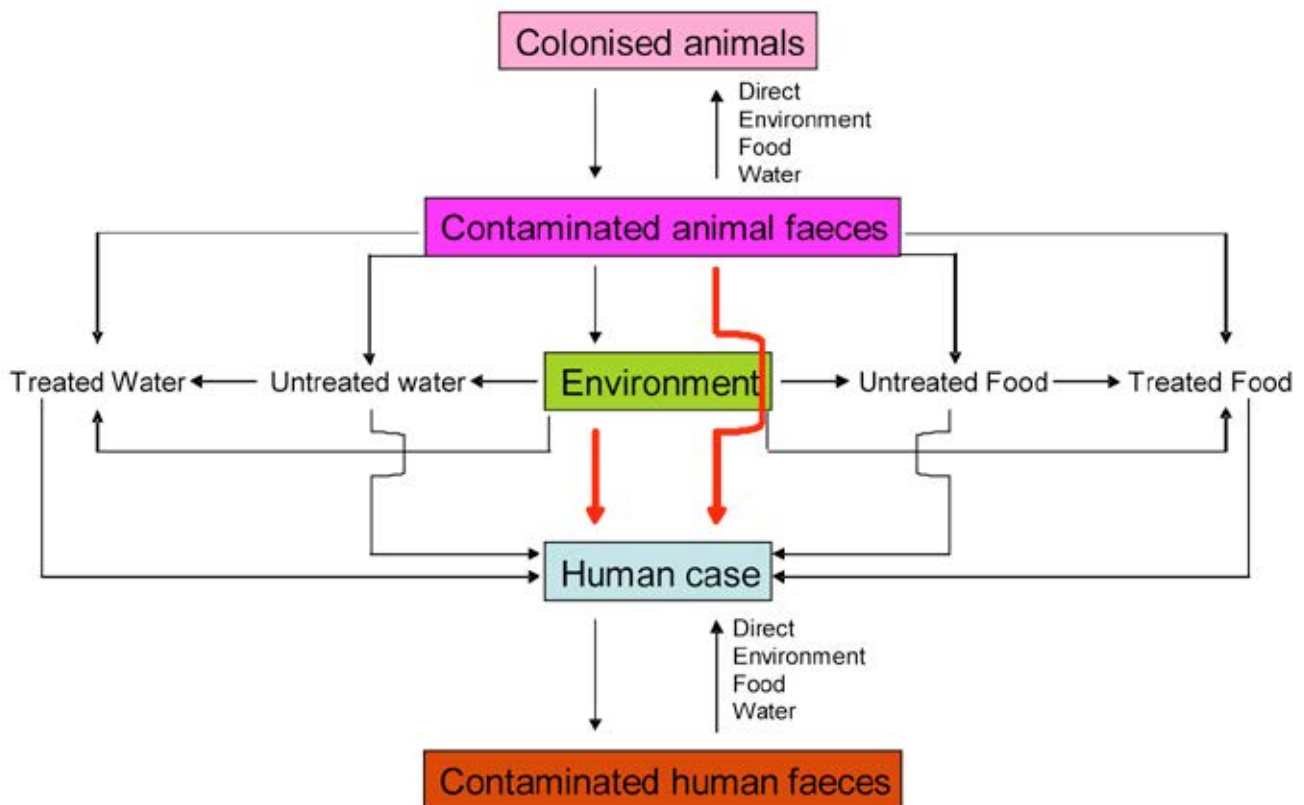 Colonised animals
Direct
Environment
Food
Water
Contaminated animal faeces
Treated Water
Untreated water
Environment
Untreated Food
Treated Food
Human case
Direct
Environment
Food
Water
Contaminated human faeces